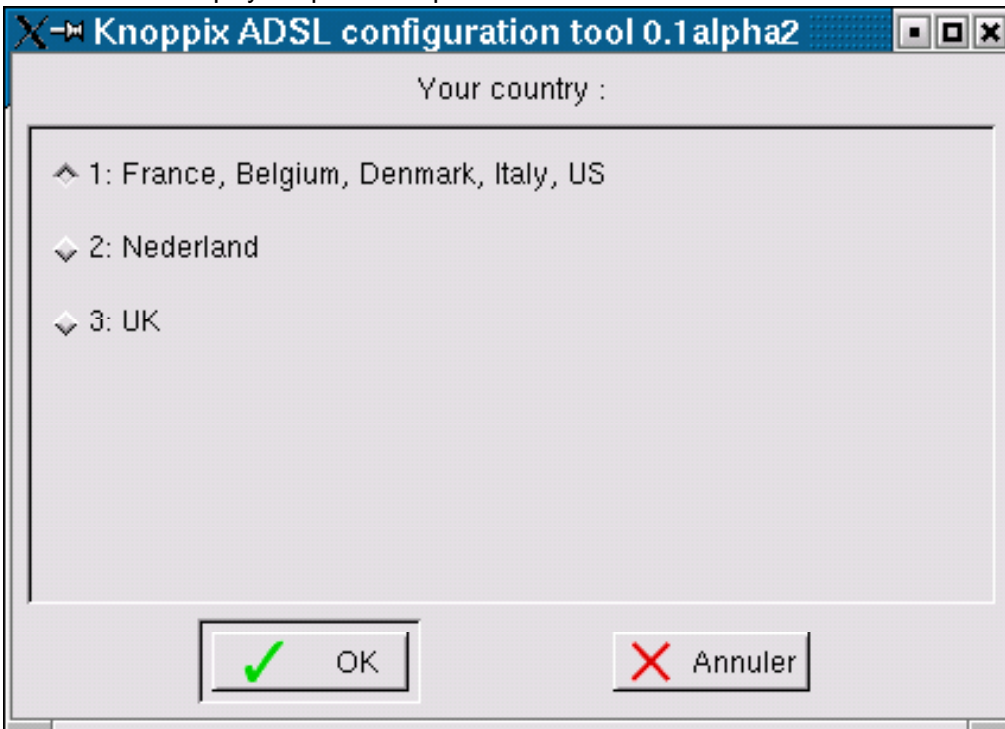 Knoppix ADSL configuration tool 0.1alpha2
Your country :
1: France, Belgium, Denmark, Italy, US
2: Nederland
3: UK
OK
Annuler